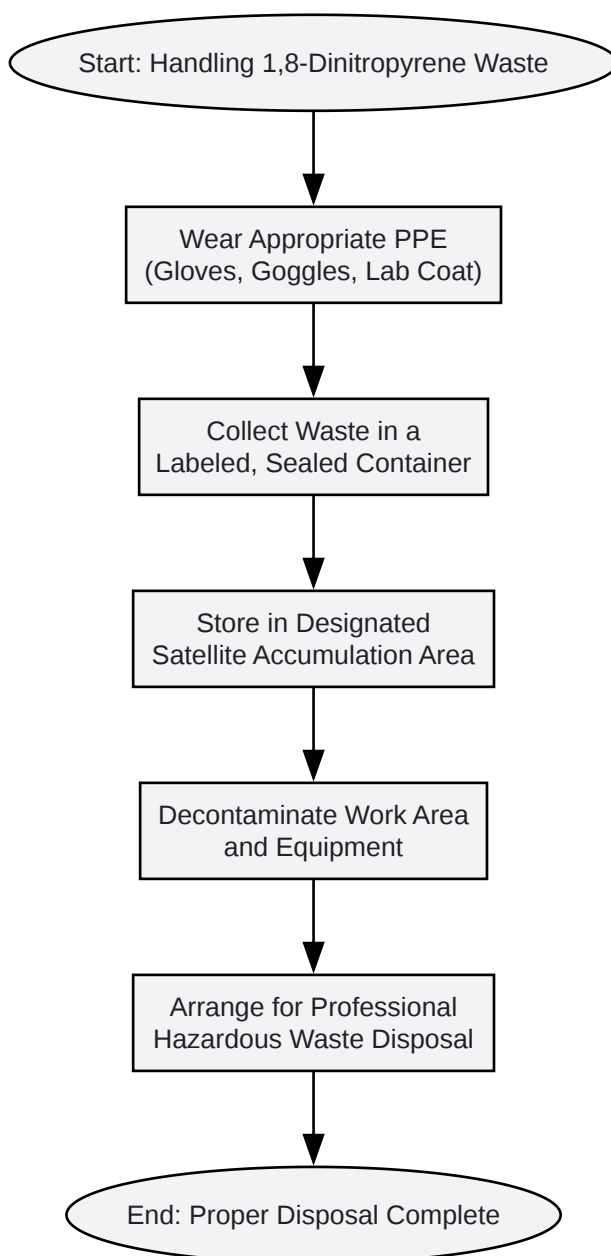 Start: Handling 1,8-Dinitropyrene Waste
Wear Appropriate PPE
(Gloves, Goggles, Lab Coat)
Collect Waste in a
Labeled, Sealed Container
Store in Designated
Satellite Accumulation Area
Decontaminate Work Area
and Equipment
Arrange for Professional
Hazardous Waste Disposal
End: Proper Disposal Complete